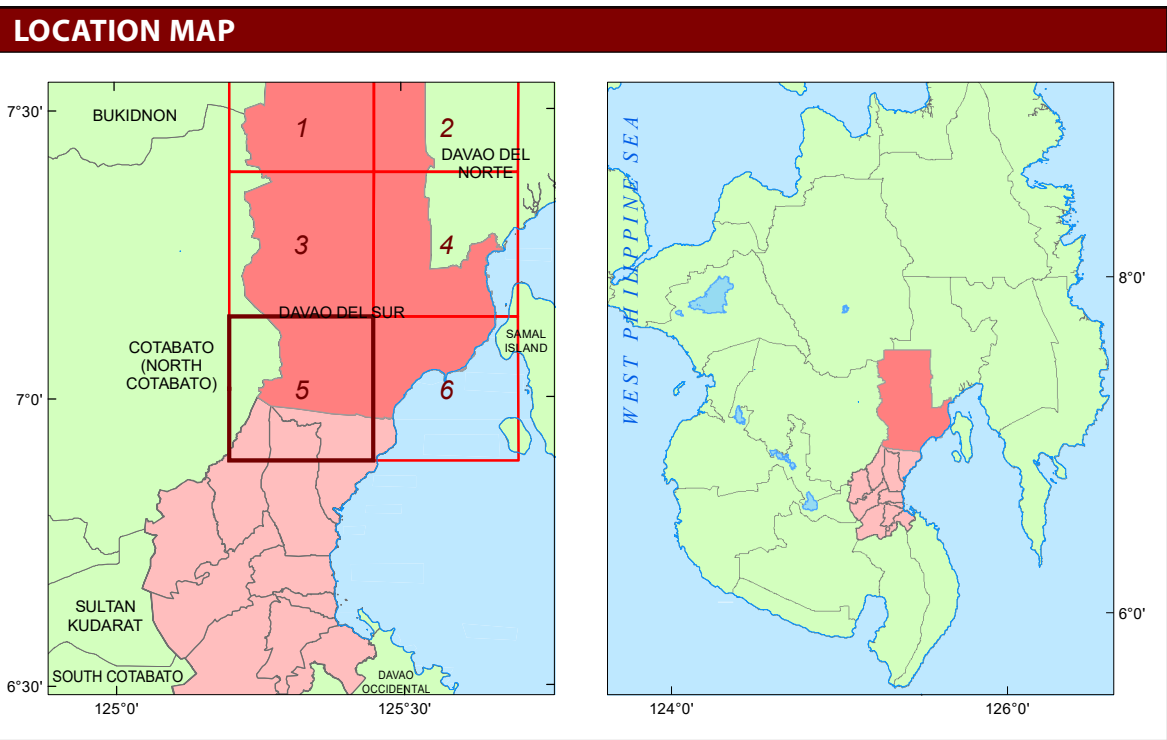 LOCATION MAP
7°30'
BUKIDNON
1
2
DAVAO DEL
NORTE
3
4
DAVAO DEL SUR
SAMAL
ISLAND
COTABATO
(NORTH
COTABATO)
5
6
7°0'
SULTAN
KUDARAT
SOUTH COTABATO
DAVAO
OCCIDENTAL
6°30'
125°0'
125°30'
WEST PHILIPPINE SEA
8°0'
6°0'
124°0'
126°0'